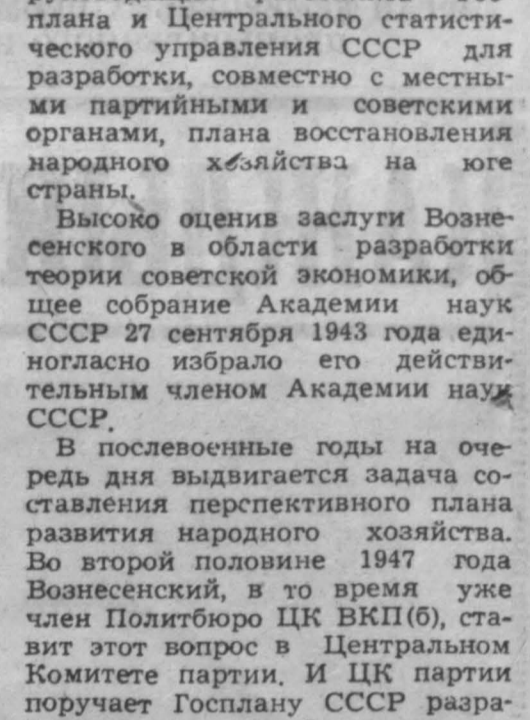 плана и Центрального статисти-
ческого управления СССР для
разработки, совместно с местны-
ми партийными и советскими
органами, плана восстановления
народного хозяйства на юге
страны.
Высоко оценив заслуги Возне-
сенского в области разработки
теории советской экономики, об-
щее собрание Академии наук
СССР 27 сентября 1943 года еди-
ногласно избрало его действи-
тельным членом Академии наук
СССР.
В послевоенные годы на оче-
редь дня выдвигается задача со-
ставления перспективного плана
развития народного хозяйства.
Во второй половине 1947 года
Вознесенский, в то время уже
член Политбюро ЦК ВКП(б), ста-
вит этот вопрос в Центральном
Комитете партии. И ЦК партии
поручает Госплану СССР разра-